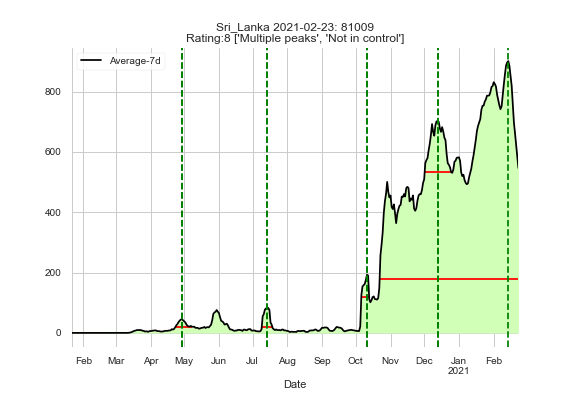 Sri_Lanka 2021-02-23: 81009
Rating:8 ['Multiple peaks', 'Not in control']
Average-7d
800
600
400
200
0
Feb Mar Apr May Jun Jul Aug Sep Oct Nov Dec Jan Feb
2021
Date